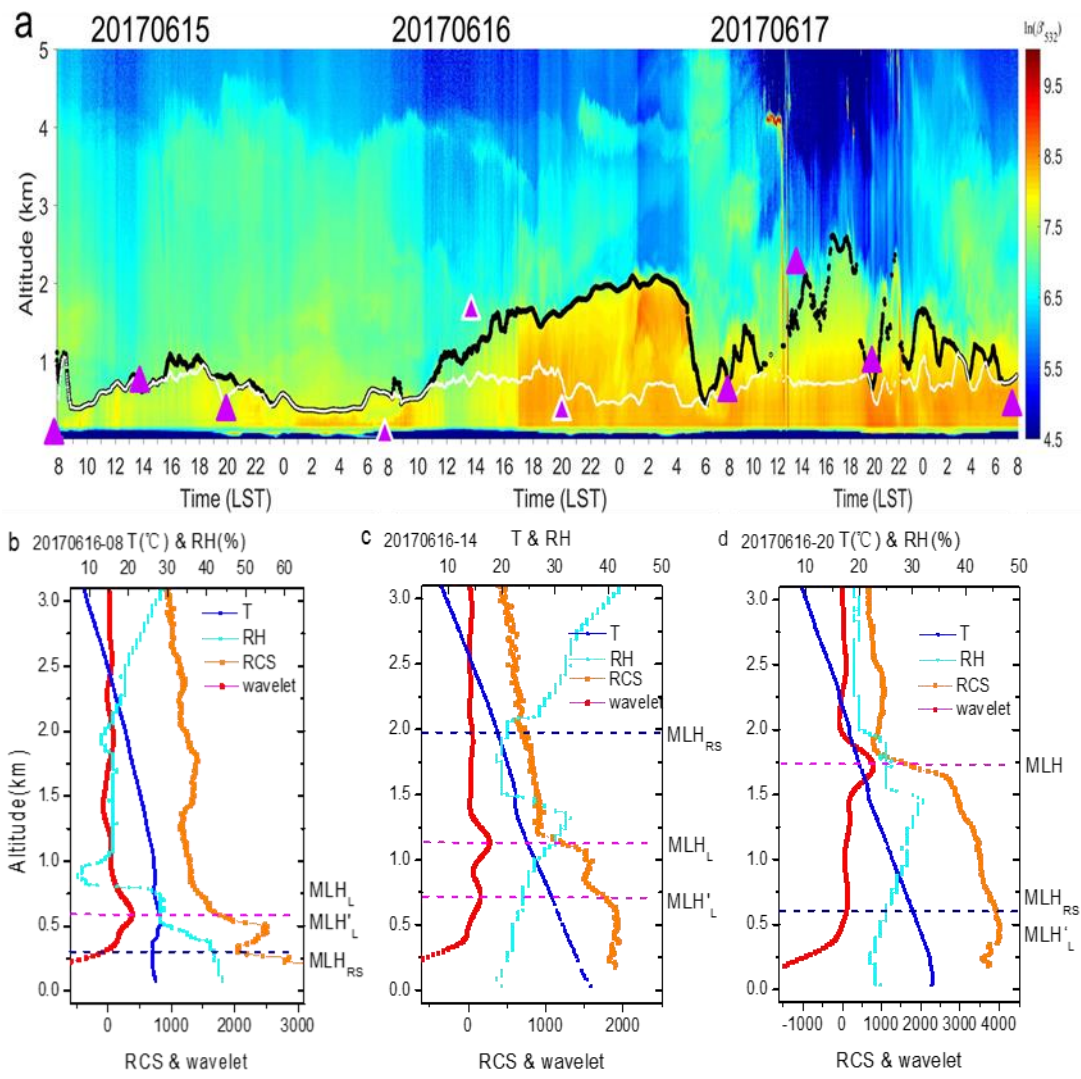 a 20170615 20170616 20170617 ln(β'532)
5
4
3
2
1
Altitude (km)
9.5
8.5
7.5
6.5
5.5
4.5
8 10 12 14 16 18 20 22 0 2 4 6 8 10 12 14 16 18 20 22 0 2 4 6 8 10 12 14 16 18 20 22 0 2 4 6 8
Time (LST) Time (LST) Time (LST)
b 20170616-08 T(℃) & RH(%)
10 20 30 40 50 60
T
RH
RCS
wavelet
3.0
2.5
2.0
1.5
1.0
0.5
0.0
Altitude(km)
MLH_L
MLH'_L
MLH_RS
0 1000 2000 3000
RCS & wavelet
c 20170616-14 T & RH
10 20 30 40 50
T
RH
RCS
wavelet
3.0
2.5
2.0
1.5
1.0
0.5
0.0
MLH_RS
MLH_L
MLH'_L
0 1000 2000
RCS & wavelet
d 20170616-20 T(℃) & RH(%)
10 20 30 40 50
T
RH
RCS
wavelet
3.0
2.5
2.0
1.5
1.0
0.5
0.0
MLH
MLH_RS
MLH'_L
-1000 0 1000 2000 3000 4000
RCS & wavelet